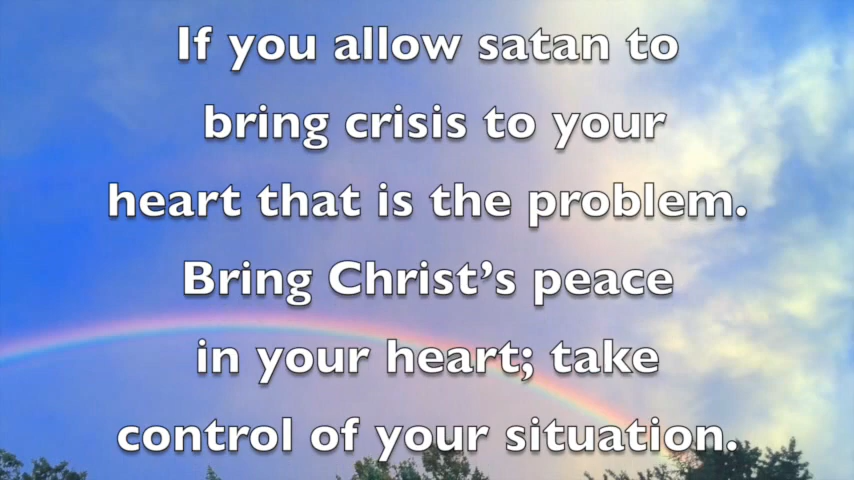 If you allow satan to
bring crisis to your
heart that is the problem.
Bring Christ’s peace
in your heart; take
control of your situation.